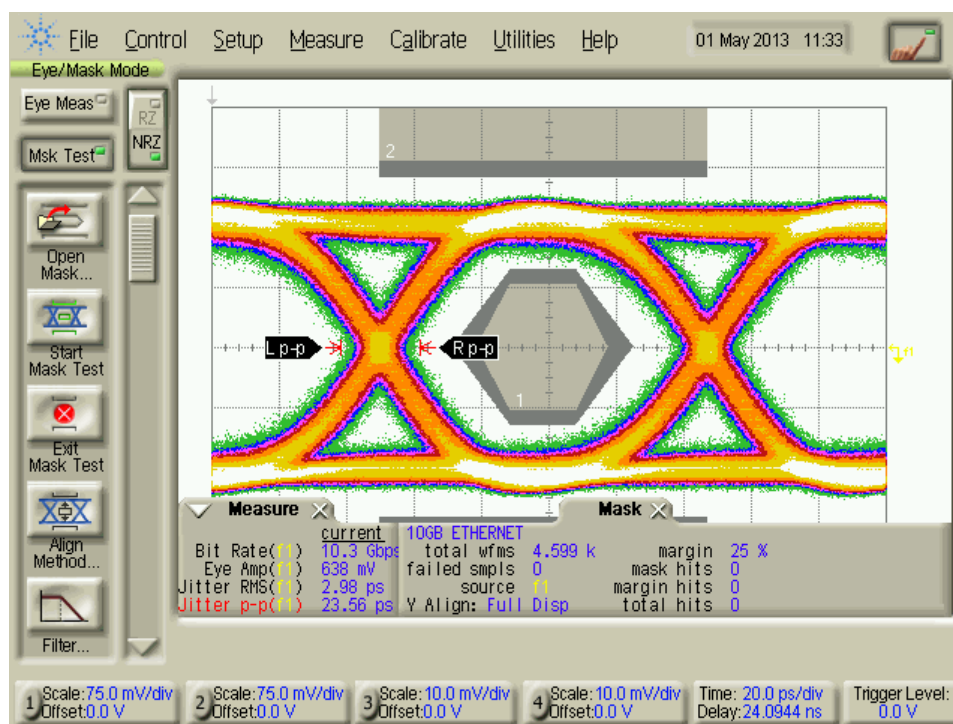 File Control Setup Measure Calibrate Utilities Help 01 May 2013 11:33
Eye/Mask Mode
Eye Meas
RZ
Msk Test
NRZ
Open
Mask...
Start
Mask Test
Exit
Mask Test
Align
Method...
Filter...
2
L p-p
R p-p
1
f1
Measure
current
Bit Rate(f1) 10.3 Gbps
Eye Amp(f1) 638 mV
Jitter RMS(f1) 2.98 ps
Jitter p-p(f1) 23.56 ps
Mask
10GB ETHERNET
total wfms 4.599 k margin 25 %
failed smpls 0 mask hits 0
source f1 margin hits 0
Y Align: Full Disp total hits 0
1 Scale:75.0 mV/div
Offset:0.0 V
2 Scale:75.0 mV/div
Offset:0.0 V
3 Scale:10.0 mV/div
Offset:0.0 V
4 Scale:10.0 mV/div
Offset:0.0 V
Time: 20.0 ps/div
Delay:24.0944 ns
Trigger Level:
0.0 V